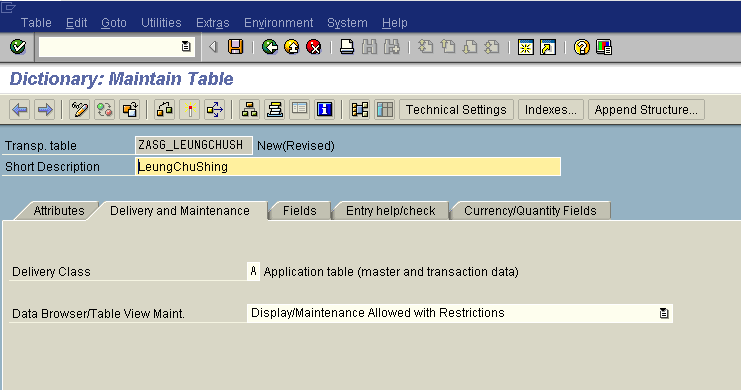 Table Edit Goto Utilities Extras Environment System Help
Dictionary: Maintain Table
Technical Settings Indexes... Append Structure...
Transp. table ZASG_LEUNGCHUSH New(Revised)
Short Description LeungChuShing
Attributes Delivery and Maintenance Fields Entry help/check Currency/Quantity Fields
Delivery Class A Application table (master and transaction data)
Data Browser/Table View Maint. Display/Maintenance Allowed with Restrictions